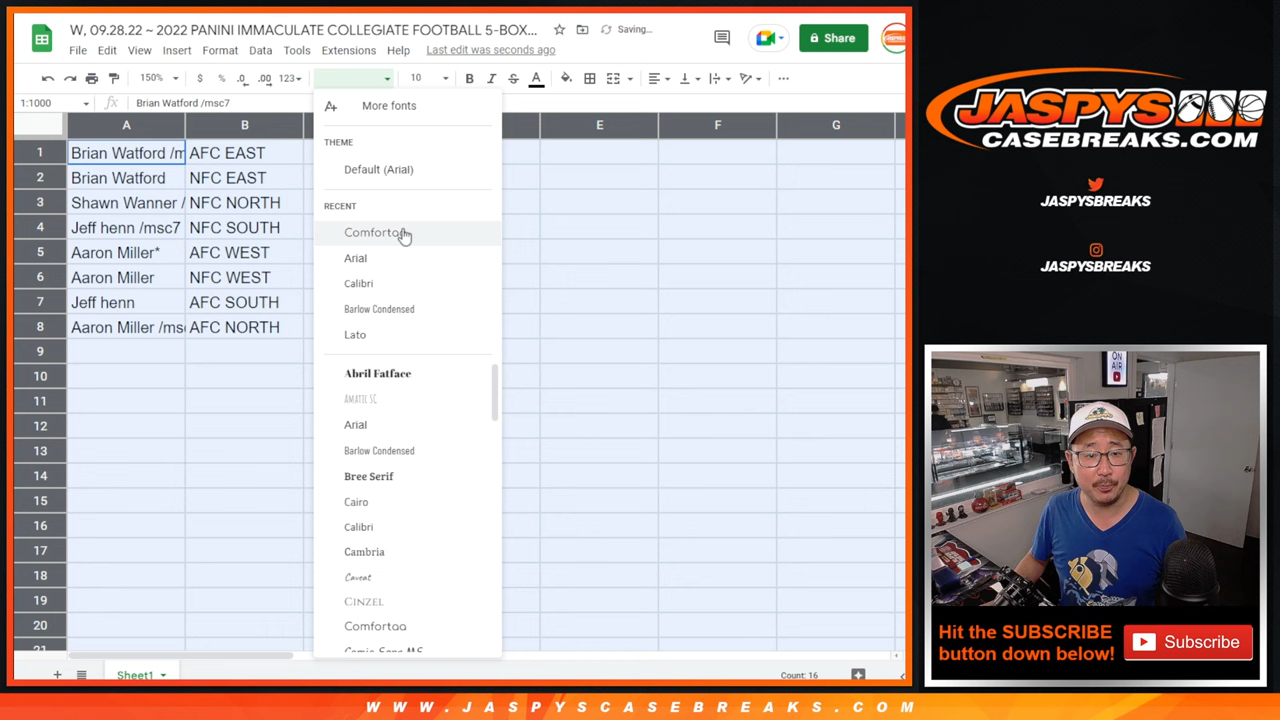 W, 09.28.22 ~ 2022 PANINI IMMACULATE COLLEGIATE FOOTBALL 5-BOX...
Saving...
Share
File Edit View Insert Format Data Tools Extensions Help Last edit was seconds ago
150% $ % .0 .00 123 10 B I S A
1:1000 fx Brian Watford /msc7
A B E F G
1 Brian Watford /m AFC EAST
2 Brian Watford NFC EAST
3 Shawn Wanner / NFC NORTH
4 Jeff henn /msc7 NFC SOUTH
5 Aaron Miller* AFC WEST
6 Aaron Miller NFC WEST
7 Jeff henn AFC SOUTH
8 Aaron Miller /ms AFC NORTH
9
10
11
12
13
14
15
16
17
18
19
20
21
More fonts
THEME
Default (Arial)
RECENT
Comfortaa
Arial
Calibri
Barlow Condensed
Lato
Abril Fatface
AMATIC SC
Arial
Barlow Condensed
Bree Serif
Cairo
Calibri
Cambria
Caveat
CINZEL
Comfortaa
Comic Sans MS
Sheet1
Count: 16
JASPYS
CASEBREAKS.COM
JASPYSBREAKS
JASPYSBREAKS
ON
AIR
Hit the SUBSCRIBE
button down below!
Subscribe
WWW.JASPYSCASEBREAKS.COM